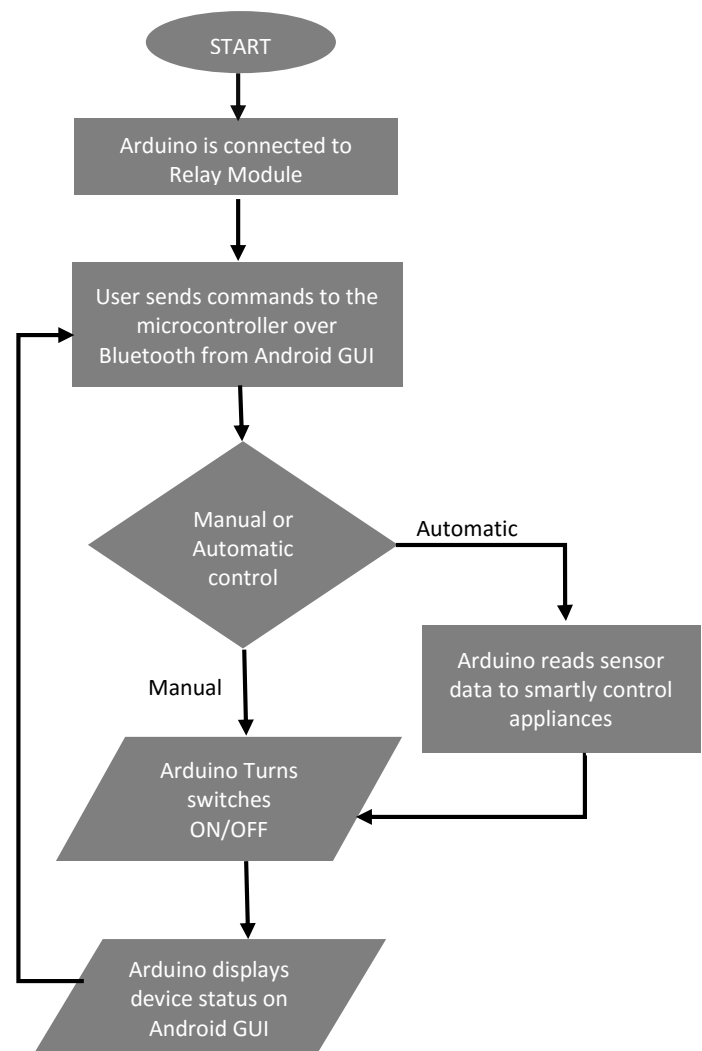 START
Arduino is connected to
Relay Module
User sends commands to the
microcontroller over
Bluetooth from Android GUI
Manual or
Automatic
control
Automatic
Manual
Arduino reads sensor
data to smartly control
appliances
Arduino Turns
switches
ON/OFF
Arduino displays
device status on
Android GUI